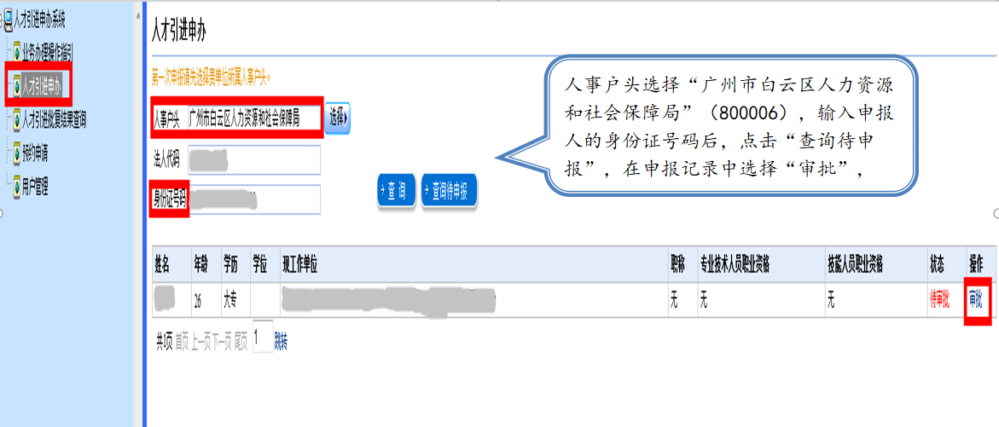 人才引进申办系统
业务办理操作指引
人才引进申办
人才引进批复结果查询
预约申请
用户管理
人才引进申办
第一次申报请先选择贵单位所属人事户头。
人事户头 广州市白云区人力资源和社会保障局 选择
法人代码
身份证号码
查 询 查询待申报
人事户头选择“广州市白云区人力资源
和社会保障局”（800006），输入申报
人的身份证号码后，点击“查询待申
报”，在申报记录中选择“审批”，
姓名 年龄 学历 学位 现工作单位 职称 专业技术人员职业资格 技能人员职业资格 状态 操作
26 大专 无 无 无 待审批 审批
共1页 首页 上一页 下一页 尾页 1 跳转